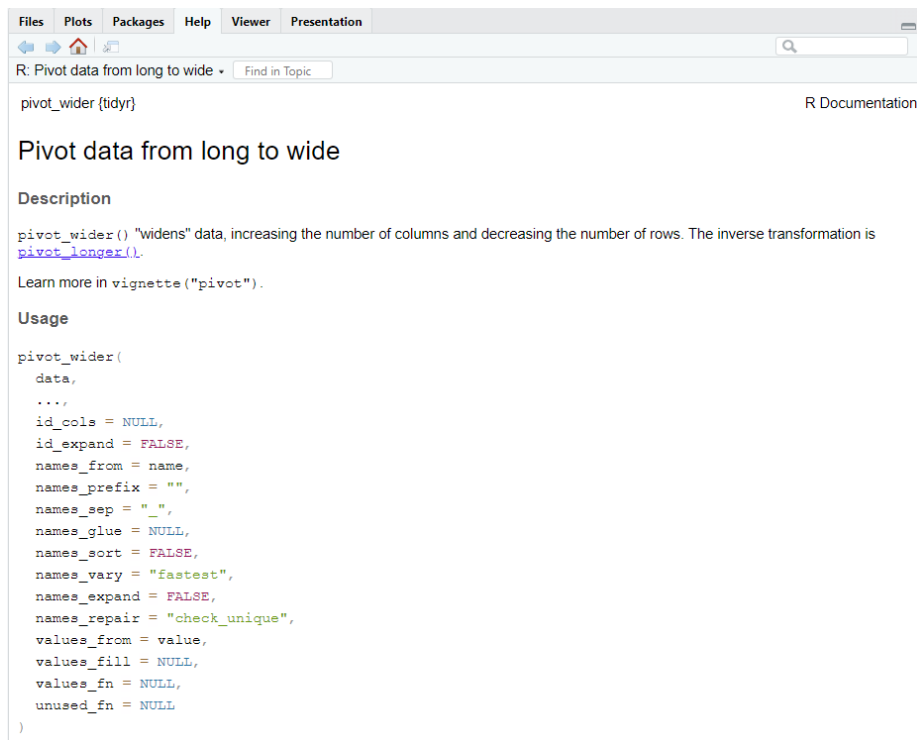 Files Plots Packages Help Viewer Presentation
R: Pivot data from long to wide Find in Topic
pivot_wider {tidyr} R Documentation
Pivot data from long to wide
Description
pivot_wider() "widens" data, increasing the number of columns and decreasing the number of rows. The inverse transformation is
pivot_longer().
Learn more in vignette("pivot").
Usage
pivot_wider(
  data,
  ...,
  id_cols = NULL,
  id_expand = FALSE,
  names_from = name,
  names_prefix = "",
  names_sep = "_",
  names_glue = NULL,
  names_sort = FALSE,
  names_vary = "fastest",
  names_expand = FALSE,
  names_repair = "check_unique",
  values_from = value,
  values_fill = NULL,
  values_fn = NULL,
  unused_fn = NULL
)